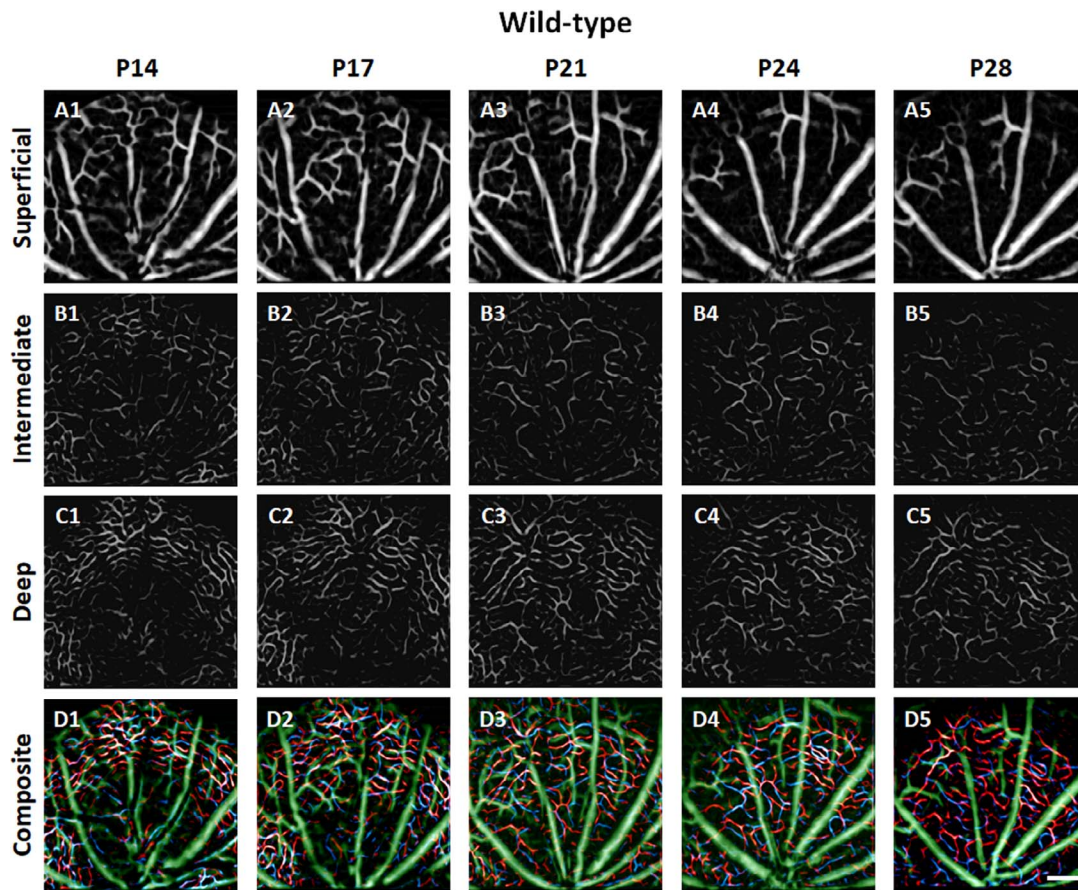 Wild-type
P14 P17 P21 P24 P28
Superficial
A1 A2 A3 A4 A5
Intermediate
B1 B2 B3 B4 B5
Deep
C1 C2 C3 C4 C5
Composite
D1 D2 D3 D4 D5